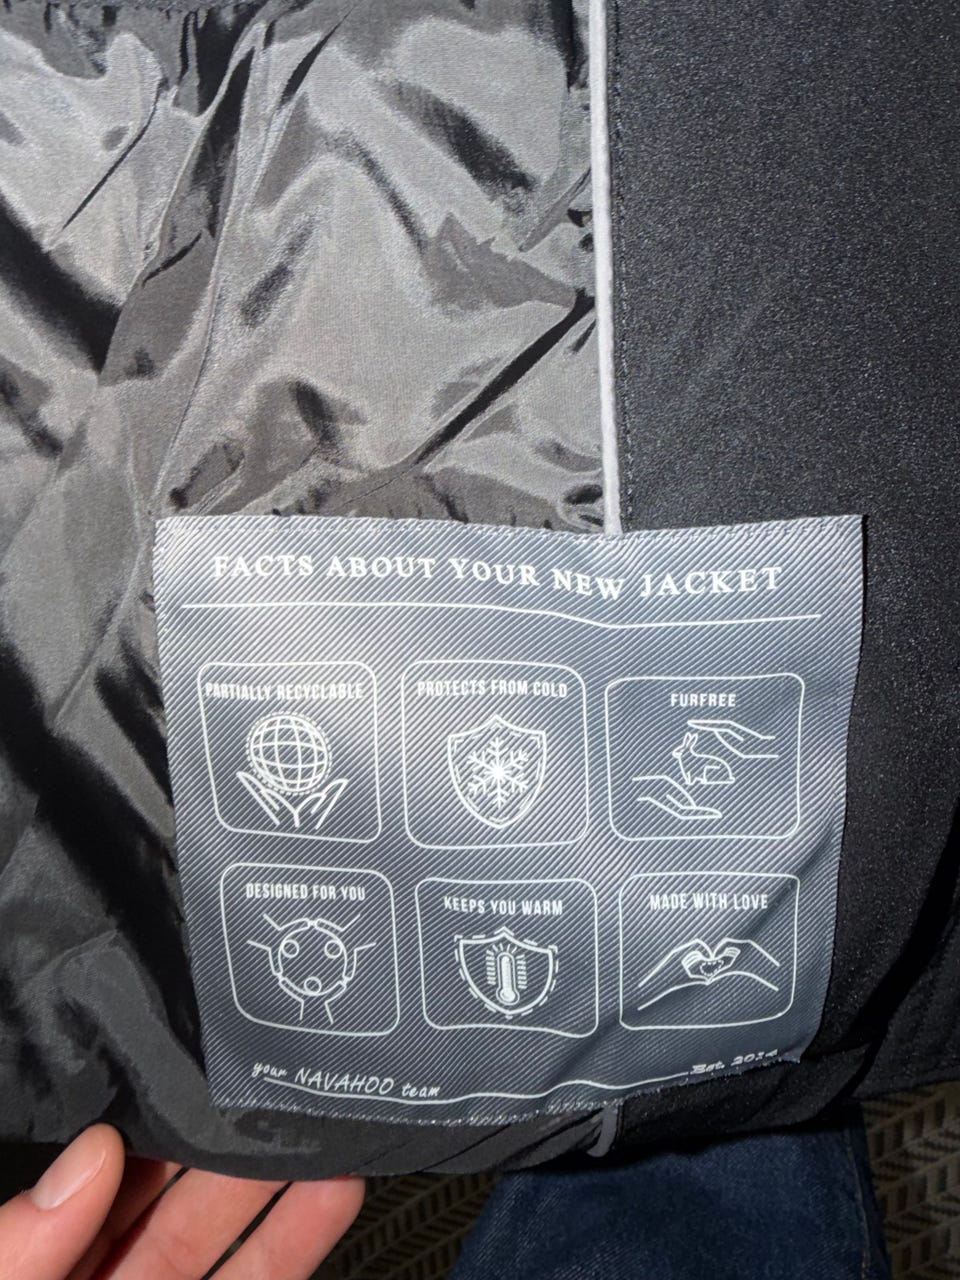 FACTS ABOUT YOUR NEW JACKET
PARTIALLY RECYCLABLE
PROTECTS FROM COLD
FURFREE
DESIGNED FOR YOU
KEEPS YOU WARM
MADE WITH LOVE
your NAVAHOO team
Est.